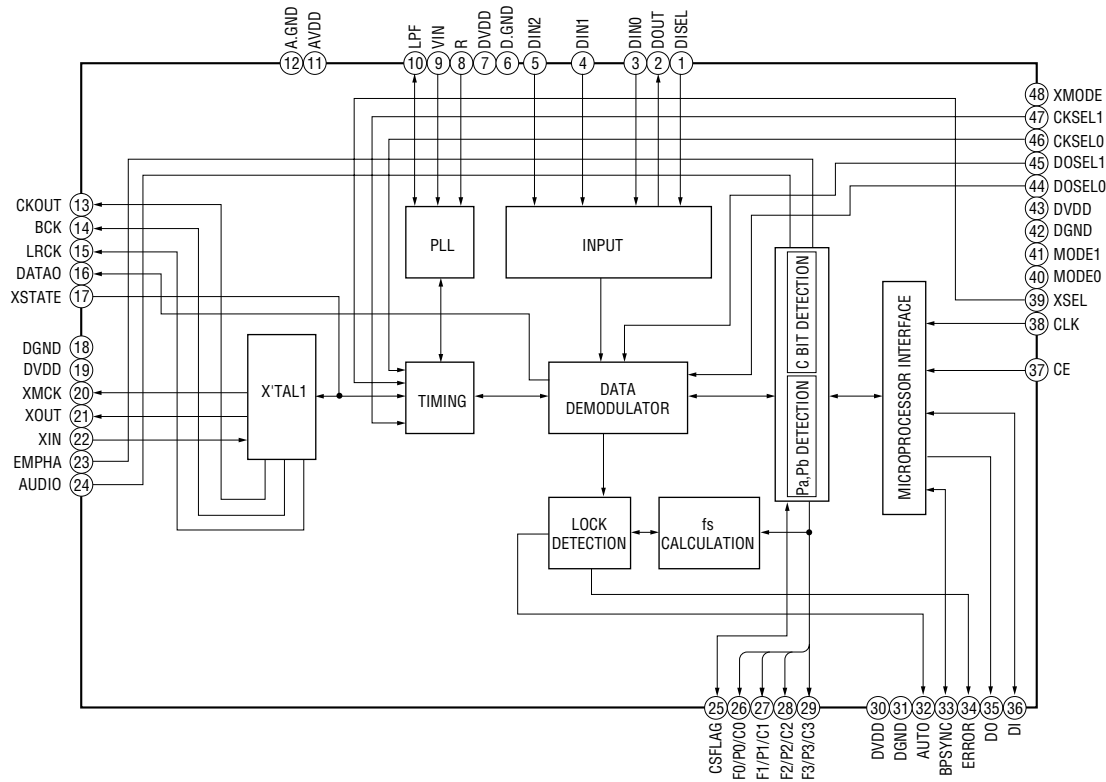 12 A.GND
11 AVDD
10 LPF
9 VIN
8 R
7 DVDD
6 D.GND
5 DIN2
4 DIN1
3 DIN0
2 DOUT
1 DISEL
48 XMODE
47 CKSEL1
46 CKSEL0
45 DOSEL1
44 DOSEL0
43 DVDD
42 DGND
41 MODE1
40 MODE0
39 XSEL
38 CLK
37 CE
CKOUT 13
BCK 14
LRCK 15
DATAO 16
XSTATE 17
DGND 18
DVDD 19
XMCK 20
XOUT 21
XIN 22
EMPHA 23
AUDIO 24
PLL
INPUT
X'TAL1
TIMING
DATA
DEMODULATOR
C BIT DETECTION
Pa,Pb DETECTION
MICROPROCESSOR INTERFACE
LOCK
DETECTION
fs
CALCULATION
25 CSFLAG
26 F0/P0/C0
27 F1/P1/C1
28 F2/P2/C2
29 F3/P3/C3
30 DVDD
31 DGND
32 AUTO
33 BPSYNC
34 ERROR
35 DO
36 DI